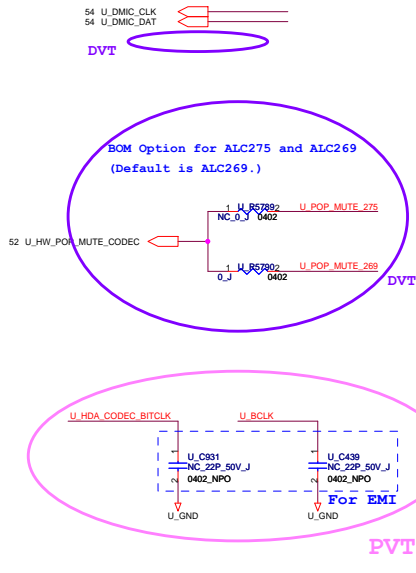 54 U_DMIC_CLK
54 U_DMIC_DAT
DVT
BOM Option for ALC275 and ALC269
(Default is ALC269.)
1 U_R5789 2 U_POP_MUTE_275
NC_0_J 0402
52 U_HW_POP_MUTE_CODEC
1 U_R5790 2 U_POP_MUTE_269
0_J 0402
DVT
U_HDA_CODEC_BITCLK U_BCLK
1 1
U_C931 U_C439
NC_22P_50V_J NC_22P_50V_J
2 0402_NPO 2 0402_NPO
For EMI
U_GND U_GND
PVT